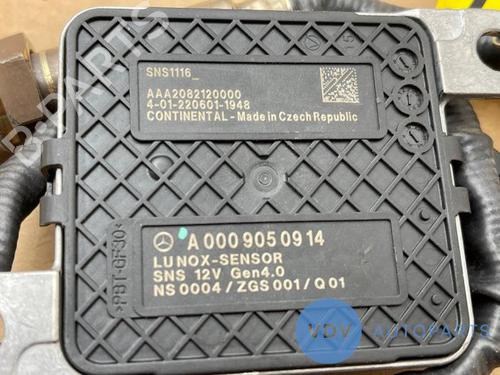 SNS1116_
AAA2082120000
4-01-220601-1948
CONTINENTAL - Made in Czech Republic
A 000 905 09 14
LU NOX-SENSOR
SNS 12V Gen4.0
NS 0004 / ZGS 001 / Q 01
>PBT-GF30<
B-PARTS
VDV AUTOPARTS